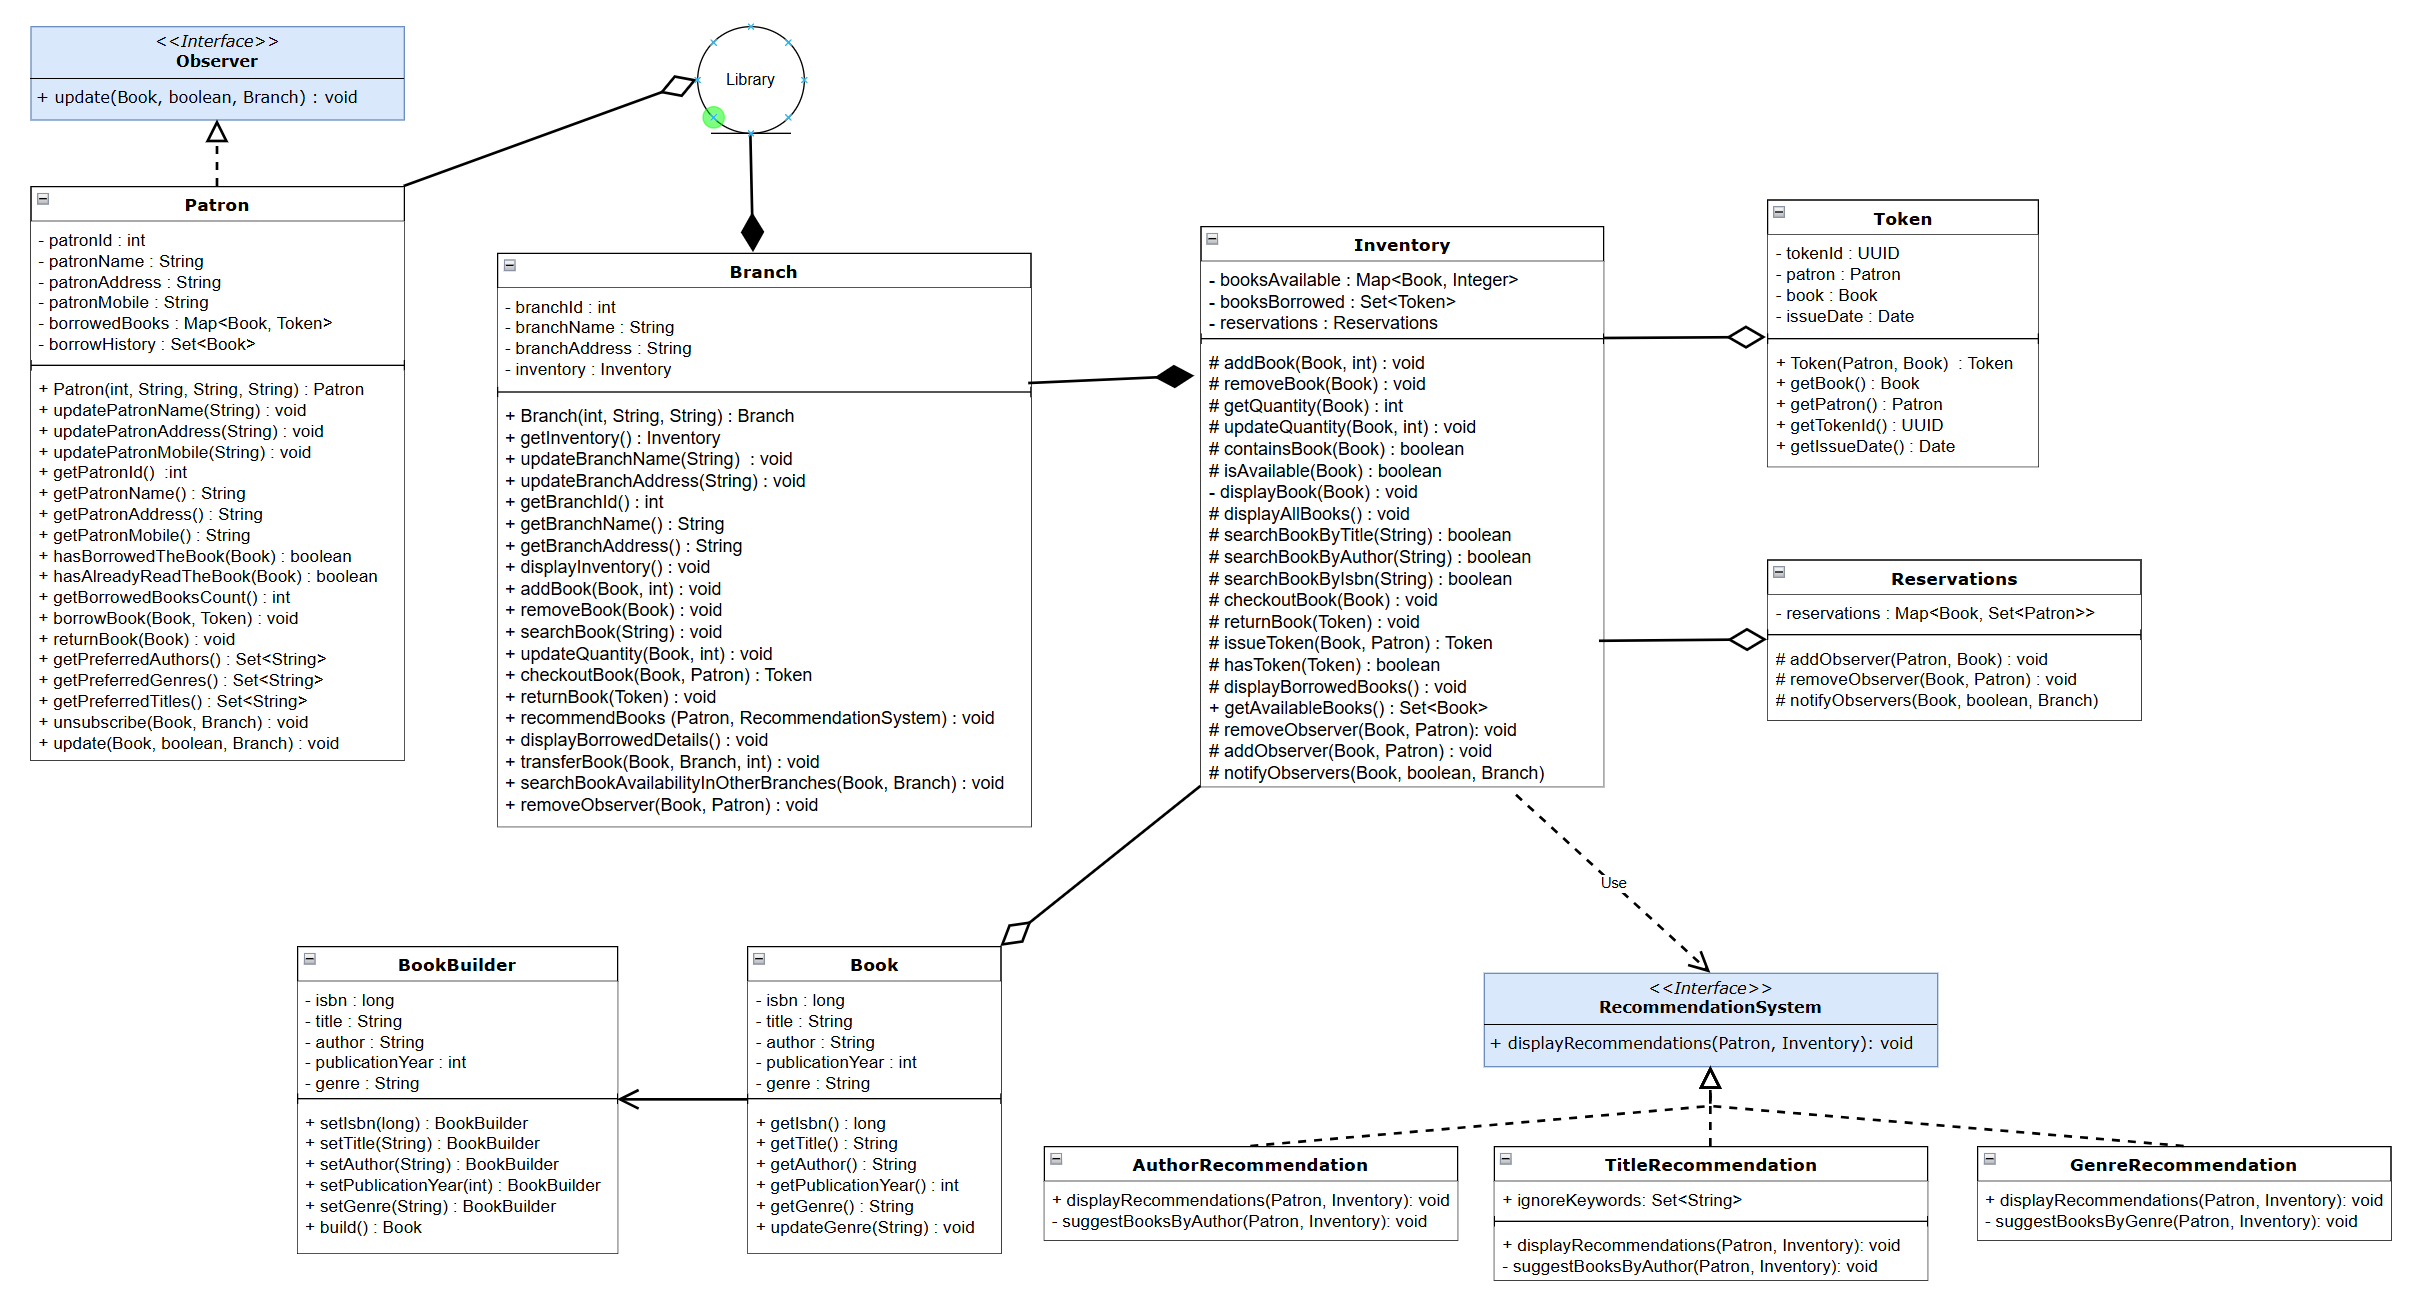 <<Interface>>
Observer
+ update(Book, boolean, Branch) : void
Library
Patron
- patronId : int
- patronName : String
- patronAddress : String
- patronMobile : String
- borrowedBooks : Map<Book, Token>
- borrowHistory : Set<Book>
+ Patron(int, String, String, String) : Patron
+ updatePatronName(String) : void
+ updatePatronAddress(String) : void
+ updatePatronMobile(String) : void
+ getPatronId()  :int
+ getPatronName() : String
+ getPatronAddress() : String
+ getPatronMobile() : String
+ hasBorrowedTheBook(Book) : boolean
+ hasAlreadyReadTheBook(Book) : boolean
+ getBorrowedBooksCount() : int
+ borrowBook(Book, Token) : void
+ returnBook(Book) : void
+ getPreferredAuthors() : Set<String>
+ getPreferredGenres() : Set<String>
+ getPreferredTitles() : Set<String>
+ unsubscribe(Book, Branch) : void
+ update(Book, boolean, Branch) : void
Branch
- branchId : int
- branchName : String
- branchAddress : String
- inventory : Inventory
+ Branch(int, String, String) : Branch
+ getInventory() : Inventory
+ updateBranchName(String)  : void
+ updateBranchAddress(String) : void
+ getBranchId() : int
+ getBranchName() : String
+ getBranchAddress() : String
+ displayInventory() : void
+ addBook(Book, int) : void
+ removeBook(Book) : void
+ searchBook(String) : void
+ updateQuantity(Book, int) : void
+ checkoutBook(Book, Patron) : Token
+ returnBook(Token) : void
+ recommendBooks (Patron, RecommendationSystem) : void
+ displayBorrowedDetails() : void
+ transferBook(Book, Branch, int) : void
+ searchBookAvailabilityInOtherBranches(Book, Branch) : void
+ removeObserver(Book, Patron) : void
Inventory
- booksAvailable : Map<Book, Integer>
- booksBorrowed : Set<Token>
- reservations : Reservations
# addBook(Book, int) : void
# removeBook(Book) : void
# getQuantity(Book) : int
# updateQuantity(Book, int) : void
# containsBook(Book) : boolean
# isAvailable(Book) : boolean
- displayBook(Book) : void
# displayAllBooks() : void
# searchBookByTitle(String) : boolean
# searchBookByAuthor(String) : boolean
# searchBookByIsbn(String) : boolean
# checkoutBook(Book) : void
# returnBook(Token) : void
# issueToken(Book, Patron) : Token
# hasToken(Token) : boolean
# displayBorrowedBooks() : void
+ getAvailableBooks() : Set<Book>
# removeObserver(Book, Patron): void
# addObserver(Book, Patron) : void
# notifyObservers(Book, boolean, Branch)
Token
- tokenId : UUID
- patron : Patron
- book : Book
- issueDate : Date
+ Token(Patron, Book)  : Token
+ getBook() : Book
+ getPatron() : Patron
+ getTokenId() : UUID
+ getIssueDate() : Date
Reservations
- reservations : Map<Book, Set<Patron>>
# addObserver(Patron, Book) : void
# removeObserver(Book, Patron) : void
# notifyObservers(Book, boolean, Branch)
Use
BookBuilder
- isbn : long
- title : String
- author : String
- publicationYear : int
- genre : String
+ setIsbn(long) : BookBuilder
+ setTitle(String) : BookBuilder
+ setAuthor(String) : BookBuilder
+ setPublicationYear(int) : BookBuilder
+ setGenre(String) : BookBuilder
+ build() : Book
Book
- isbn : long
- title : String
- author : String
- publicationYear : int
- genre : String
+ getIsbn() : long
+ getTitle() : String
+ getAuthor() : String
+ getPublicationYear() : int
+ getGenre() : String
+ updateGenre(String) : void
<<Interface>>
RecommendationSystem
+ displayRecommendations(Patron, Inventory): void
AuthorRecommendation
+ displayRecommendations(Patron, Inventory): void
- suggestBooksByAuthor(Patron, Inventory): void
TitleRecommendation
+ ignoreKeywords: Set<String>
+ displayRecommendations(Patron, Inventory): void
- suggestBooksByAuthor(Patron, Inventory): void
GenreRecommendation
+ displayRecommendations(Patron, Inventory): void
- suggestBooksByGenre(Patron, Inventory): void